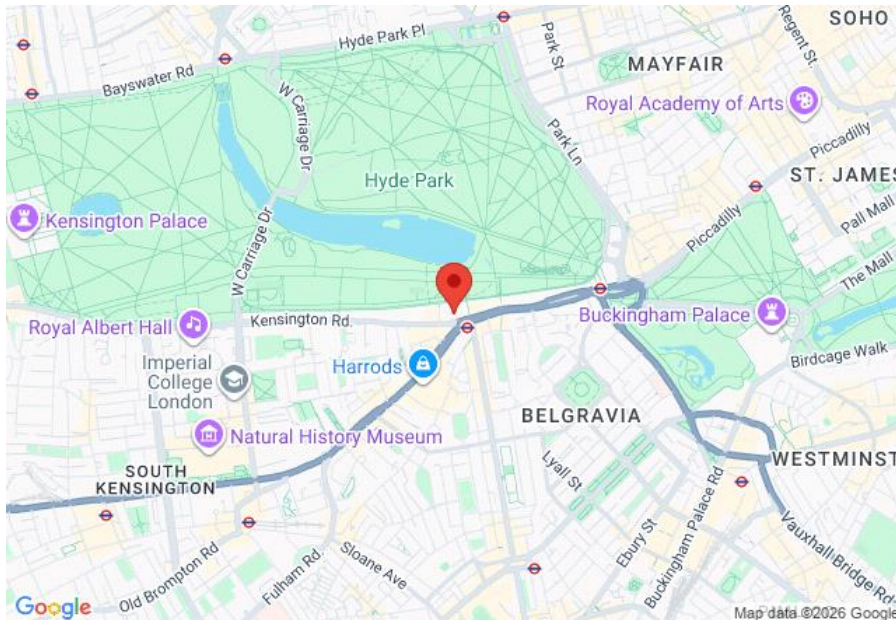 SOHO
Hyde Park Pl
Bayswater Rd
Park St
MAYFAIR
Regent St.
Royal Academy of Arts
W Carriage Dr
Park Ln
Piccadilly
Hyde Park
ST. JAMES
Kensington Palace
Pall Mall
W Carriage Dr
Piccadilly
The Mall
Royal Albert Hall
Kensington Rd.
Buckingham Palace
Birdcage Walk
Imperial
College
London
Harrods
BELGRAVIA
Natural History Museum
WESTMINST
SOUTH
KENSINGTON
Lyall St
Buckingham Palace Rd
Ebury St
Vauxhall Bridge Rd
Old Brompton Rd
Fulham Rd.
Sloane Ave
Google
Map data ©2026 Google